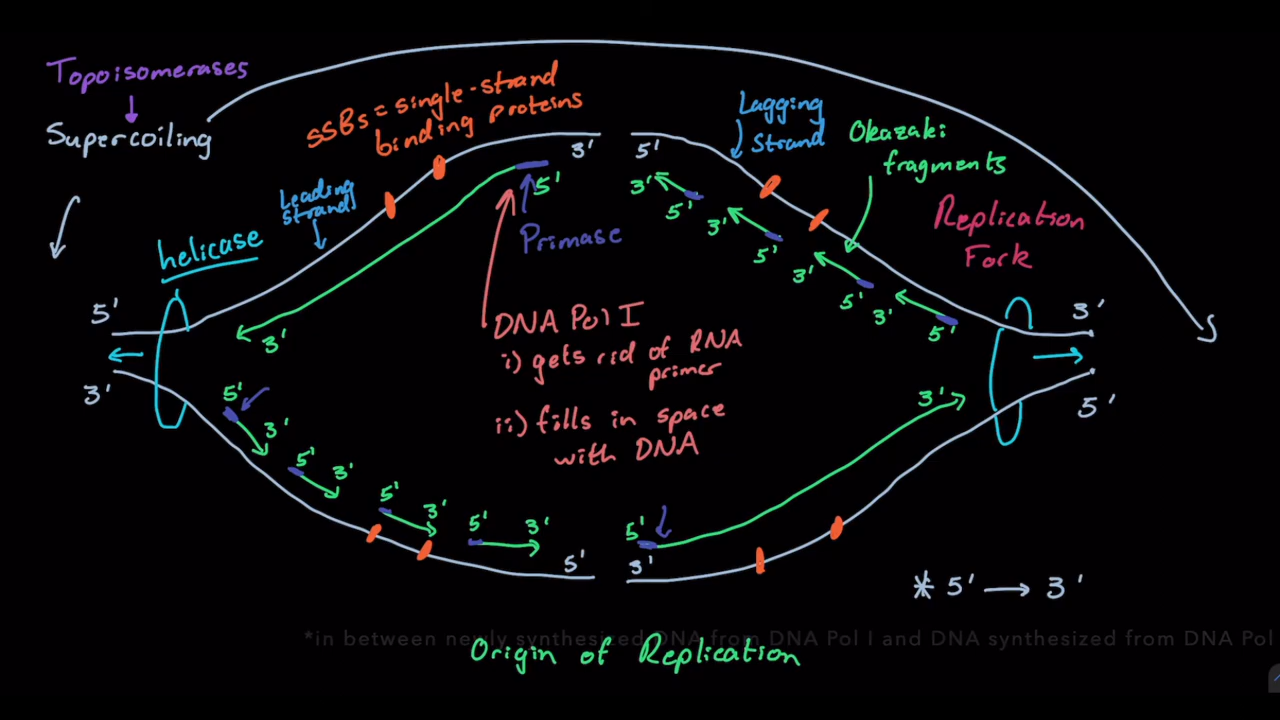 Topoisomerases
Supercoiling
SSBs = single-strand
binding proteins
Lagging
Strand
Okazaki
fragments
Leading
strand
helicase
Primase
Replication
Fork
3'
5'
5'
3'
5'
3'
5'
3'
5'
3'
5'
3'
5'
5'
3'
3'
3'
5'
DNA Pol I
i) gets rid of RNA
primer
ii) fills in space
with DNA
5'
3'
5'
3'
5'
3'
5'
3'
5'
3'
5'
5'
3'
* 5' → 3'
*in between newly synthesized DNA from DNA Pol I and DNA synthesized from DNA Pol
Origin of Replication